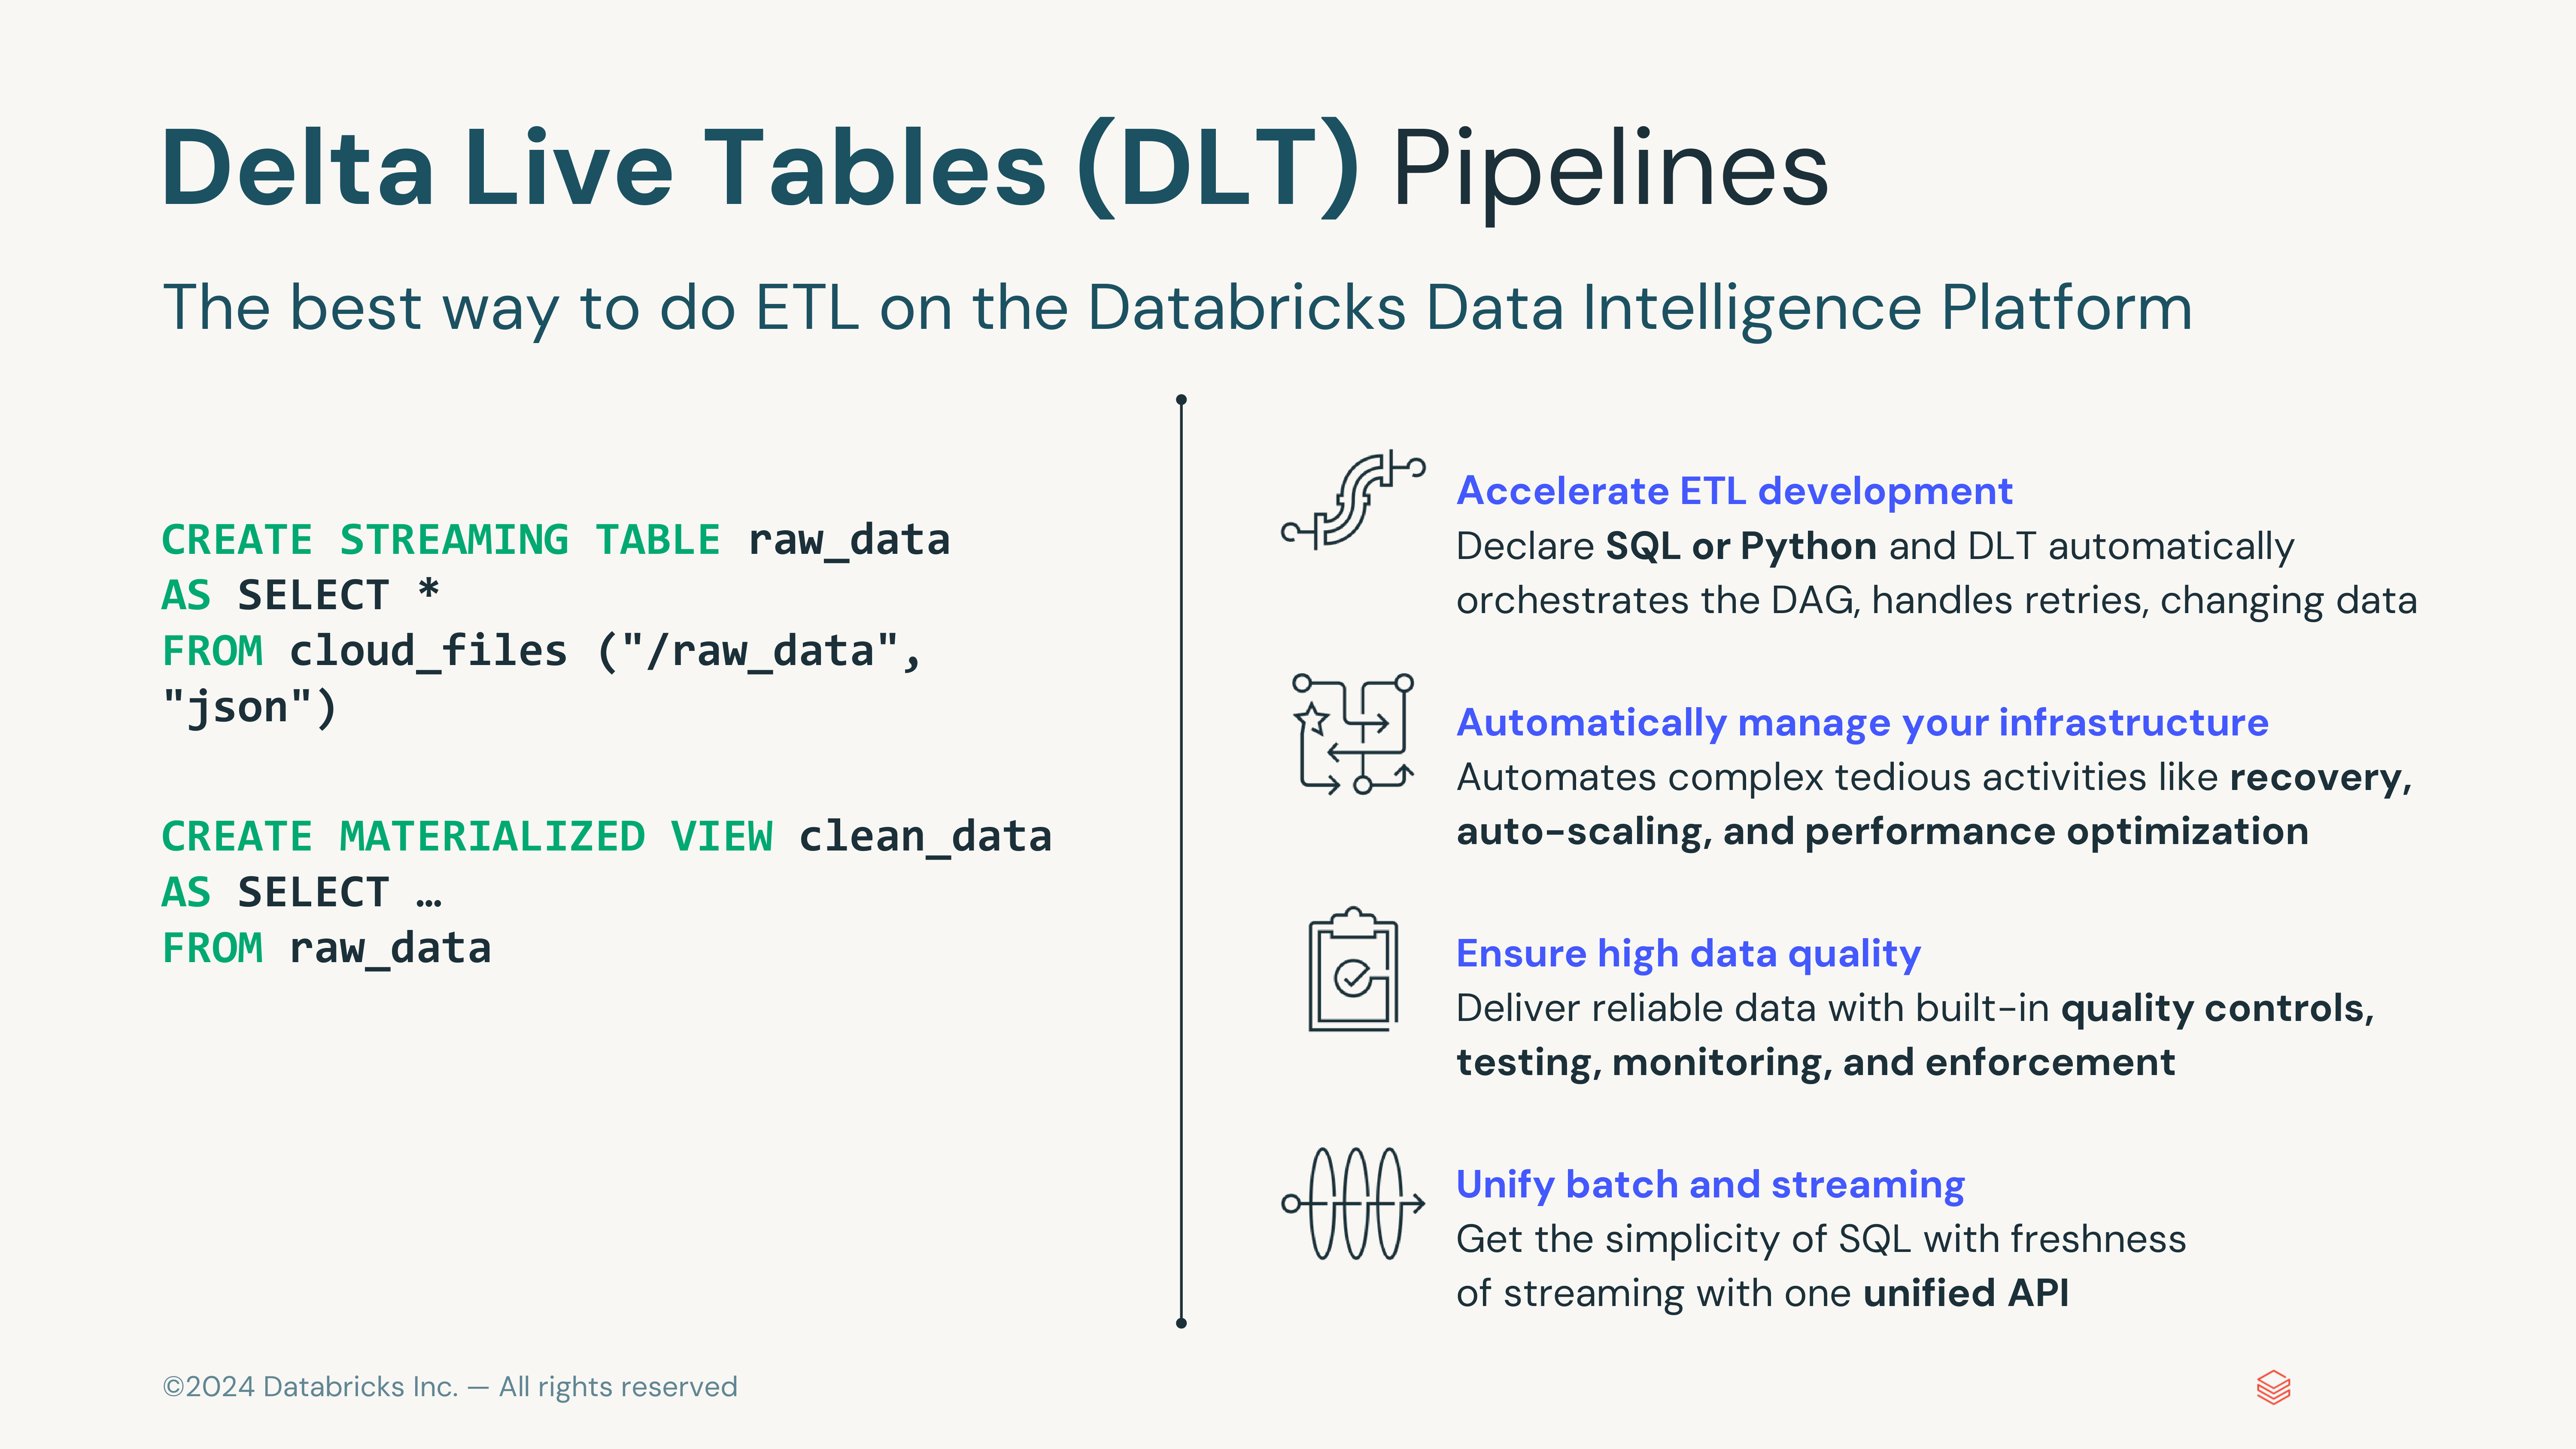 Delta Live Tables (DLT) Pipelines
The best way to do ETL on the Databricks Data Intelligence Platform
CREATE STREAMING TABLE raw_data
AS SELECT *
FROM cloud_files ("/raw_data",
"json")
CREATE MATERIALIZED VIEW clean_data
AS SELECT …
FROM raw_data
Accelerate ETL development
Declare SQL or Python and DLT automatically
orchestrates the DAG, handles retries, changing data
Automatically manage your infrastructure
Automates complex tedious activities like recovery,
auto-scaling, and performance optimization
Ensure high data quality
Deliver reliable data with built-in quality controls,
testing, monitoring, and enforcement
Unify batch and streaming
Get the simplicity of SQL with freshness
of streaming with one unified API
©2024 Databricks Inc. — All rights reserved